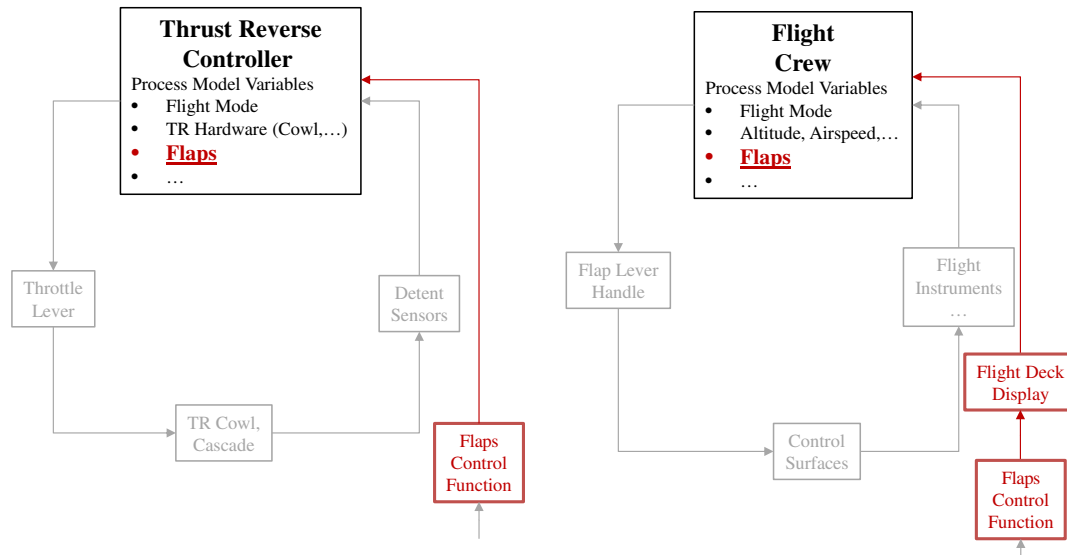 Thrust Reverse
Controller
Process Model Variables
• Flight Mode
• TR Hardware (Cowl,…)
• Flaps
• …
Throttle
Lever
Detent
Sensors
TR Cowl,
Cascade
Flaps
Control
Function
Flight
Crew
Process Model Variables
• Flight Mode
• Altitude, Airspeed,…
• Flaps
• …
Flap Lever
Handle
Flight
Instruments
…
Flight Deck
Display
Control
Surfaces
Flaps
Control
Function